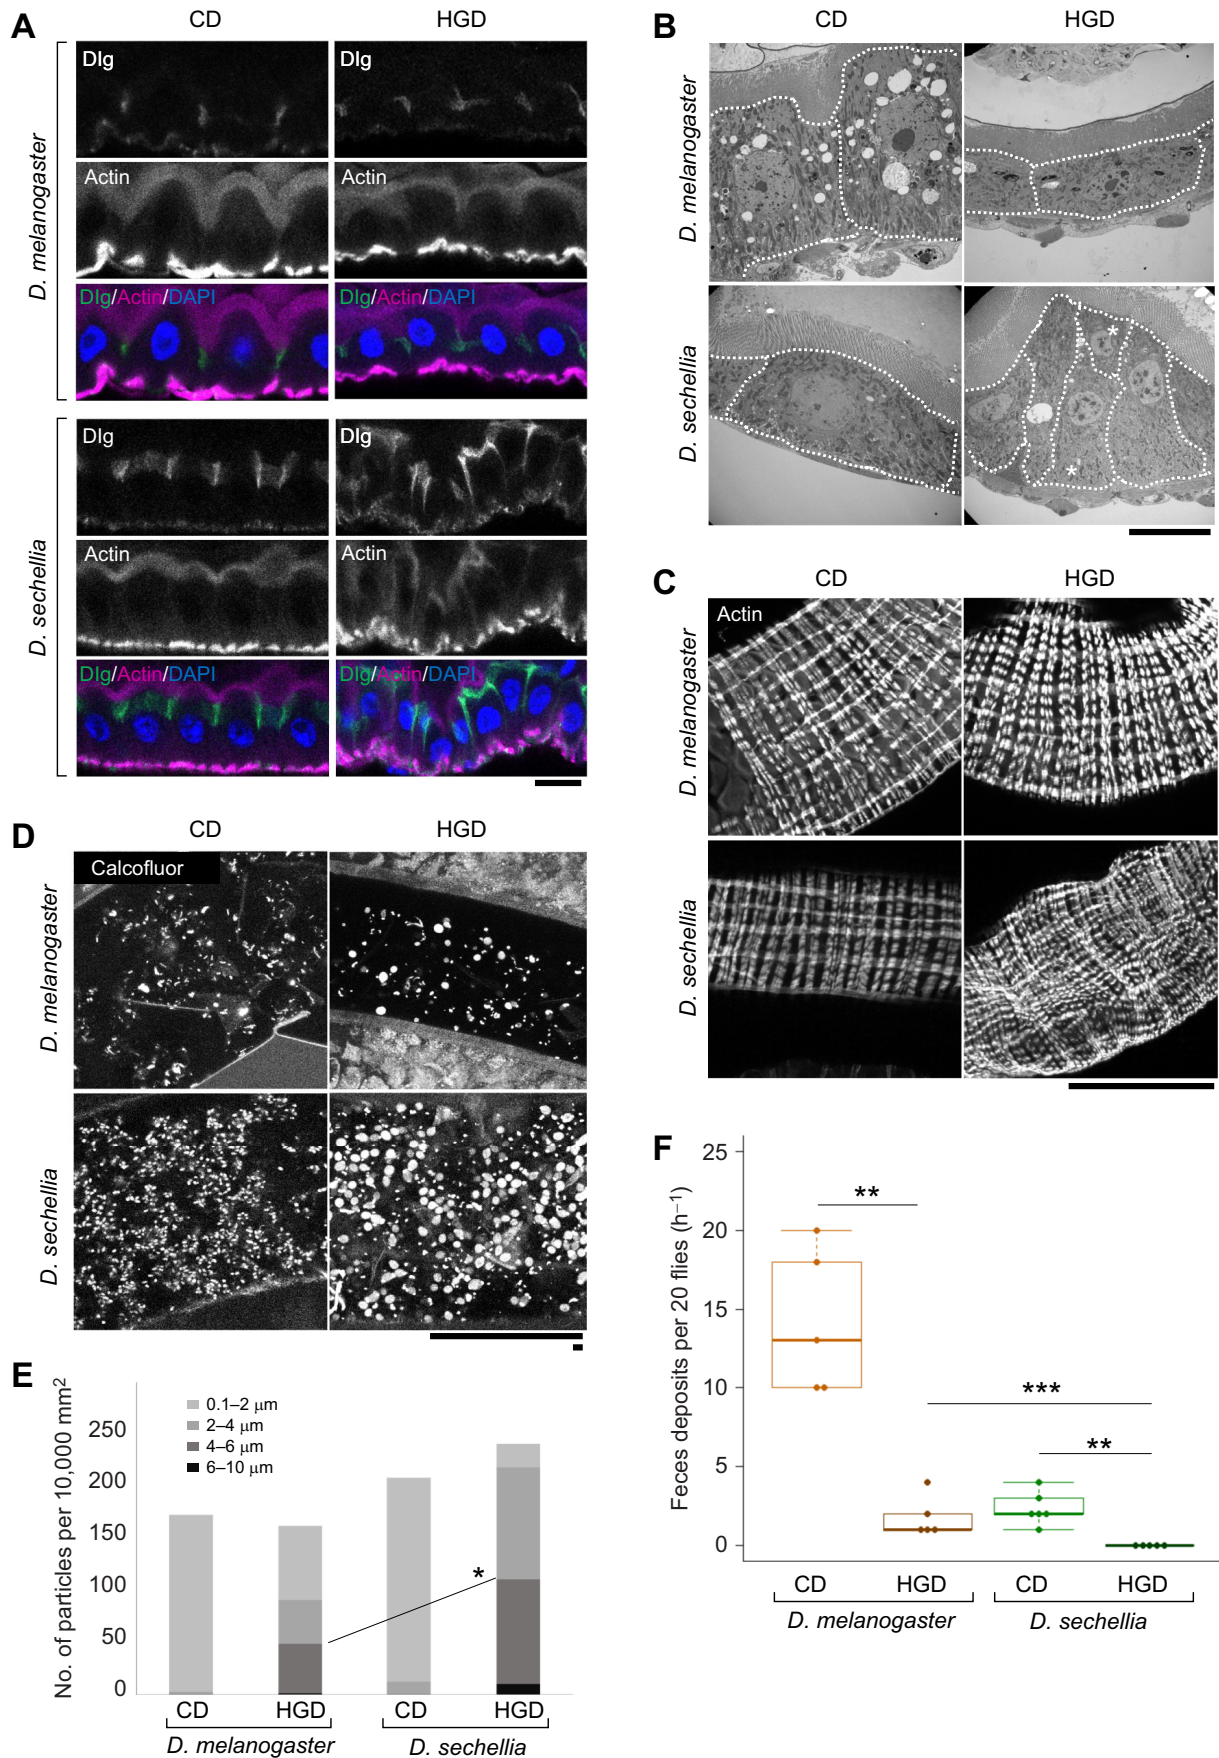 A
CD
HGD
D. melanogaster
Dlg
Dlg
Actin
Actin
Dlg/Actin/DAPI
Dlg/Actin/DAPI
D. sechellia
Dlg
Dlg
Actin
Actin
Dlg/Actin/DAPI
Dlg/Actin/DAPI
B
CD
HGD
D. melanogaster
D. sechellia
*
*
C
CD
HGD
D. melanogaster
Actin
D. sechellia
D
CD
HGD
D. melanogaster
Calcofluor
D. sechellia
E
No. of particles per 10,000 mm²
250
200
150
100
50
0
0.1–2 µm
2–4 µm
4–6 µm
6–10 µm
*
CD
HGD
CD
HGD
D. melanogaster
D. sechellia
F
Feces deposits per 20 flies (h⁻¹)
25
20
15
10
5
0
**
***
**
CD
HGD
CD
HGD
D. melanogaster
D. sechellia